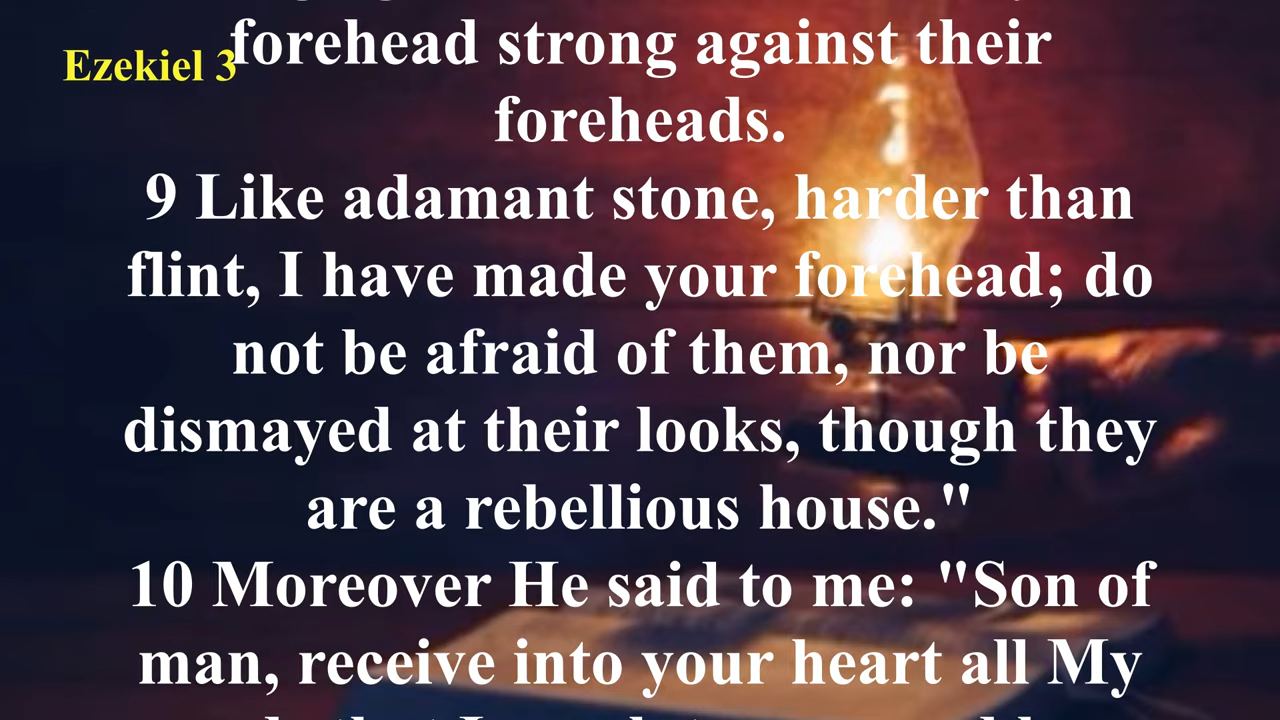 Ezekiel 3
forehead strong against their
foreheads.
9 Like adamant stone, harder than
flint, I have made your forehead; do
not be afraid of them, nor be
dismayed at their looks, though they
are a rebellious house."
10 Moreover He said to me: "Son of
man, receive into your heart all My